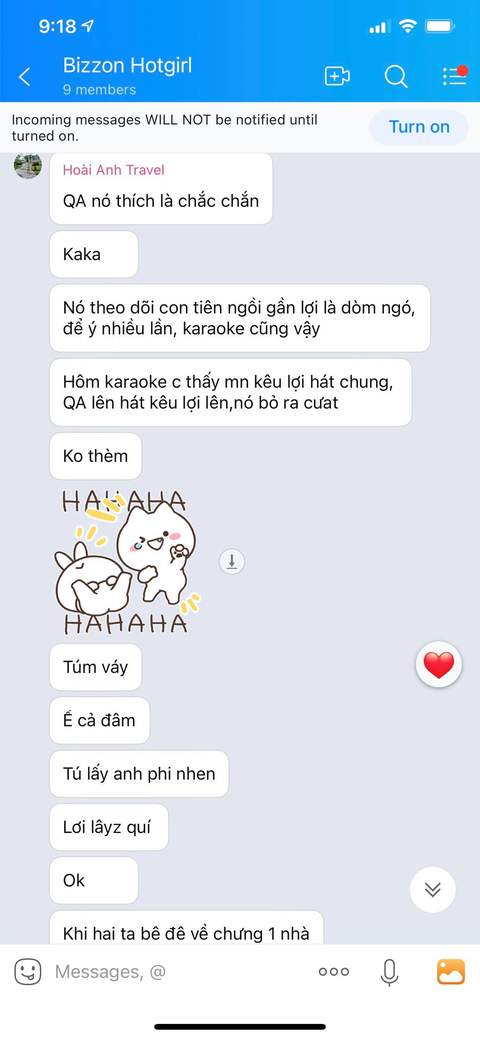 9:18
Bizzon Hotgirl
9 members
Incoming messages WILL NOT be notified until
turned on.
Turn on
Hoài Anh Travel
QA nó thích là chắc chắn
Kaka
Nó theo dõi con tiên ngồi gần lợi là dòm ngó,
để ý nhiều lần, karaoke cũng vậy
Hôm karaoke c thấy mn kêu lợi hát chung,
QA lên hát kêu lợi lên,nó bỏ ra cưat
Ko thèm
HAHAHA
HAHAHA
Túm váy
Ế cả đâm
Tú lấy anh phi nhen
Lơi lâyz quí
Ok
Khi hai ta bê đê về chưng 1 nhà
Messages, @